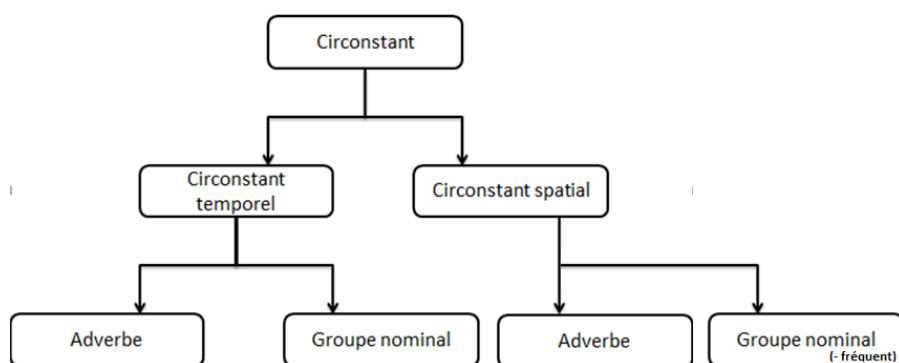 Circonstant
Circonstant
temporel
Circonstant spatial
Adverbe
Groupe nominal
Adverbe
Groupe nominal
(- fréquent)